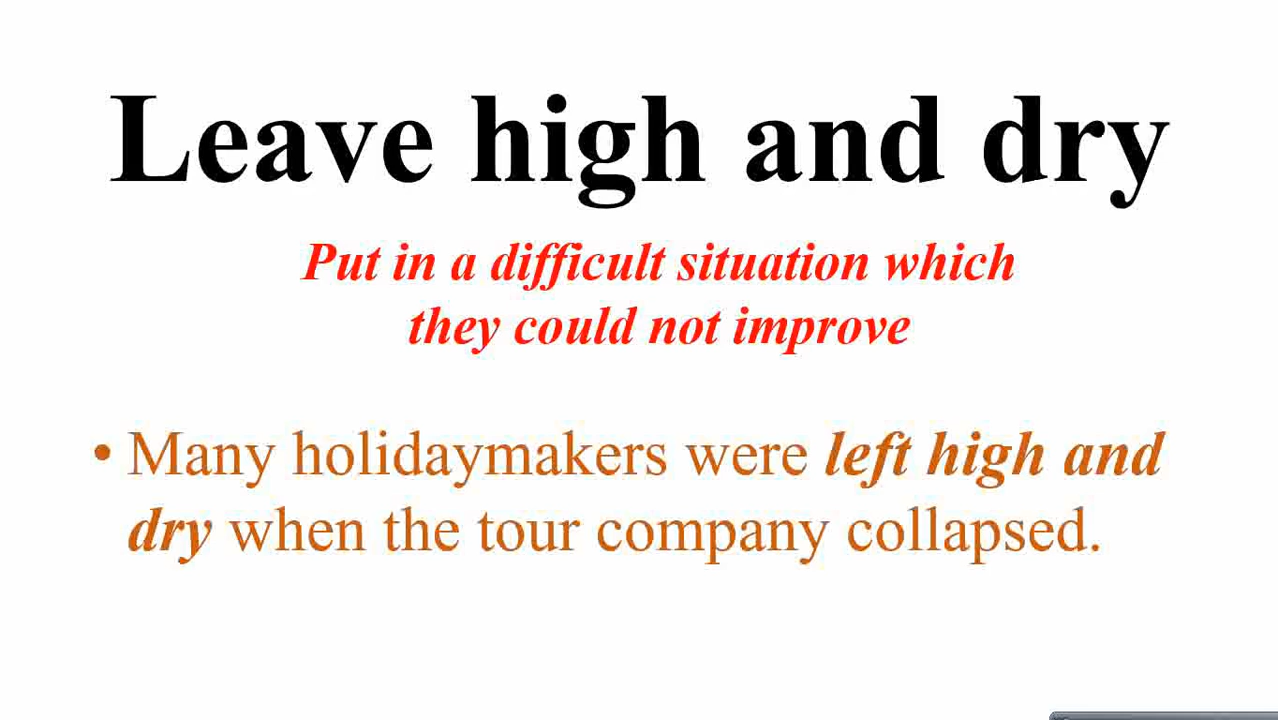 Leave high and dry
Put in a difficult situation which
they could not improve
• Many holidaymakers were left high and
dry when the tour company collapsed.